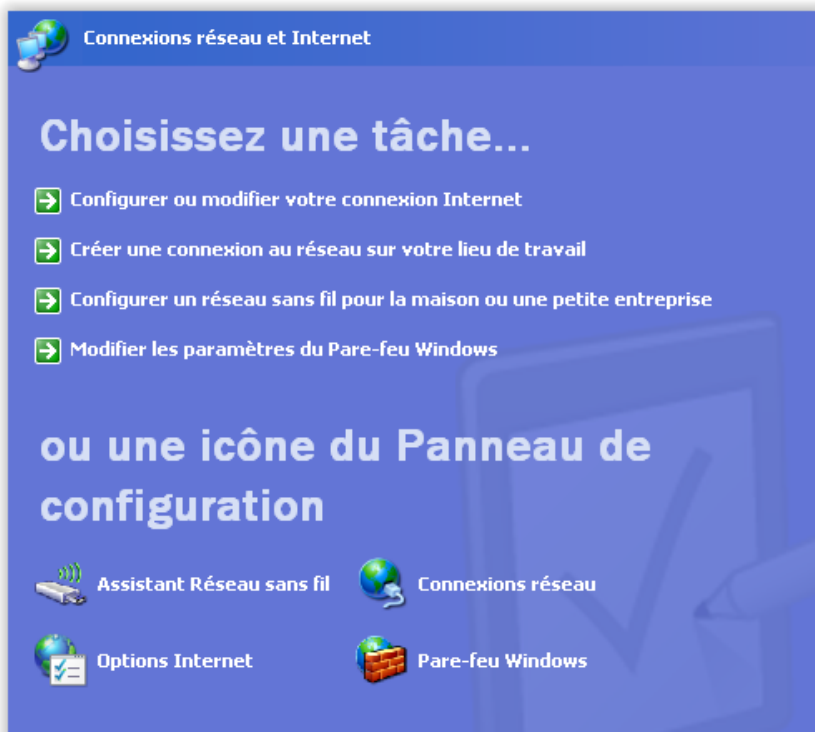 Connexions réseau et Internet
Choisissez une tâche...
Configurer ou modifier votre connexion Internet
Créer une connexion au réseau sur votre lieu de travail
Configurer un réseau sans fil pour la maison ou une petite entreprise
Modifier les paramètres du Pare-feu Windows
ou une icône du Panneau de
configuration
Assistant Réseau sans fil
Connexions réseau
Options Internet
Pare-feu Windows